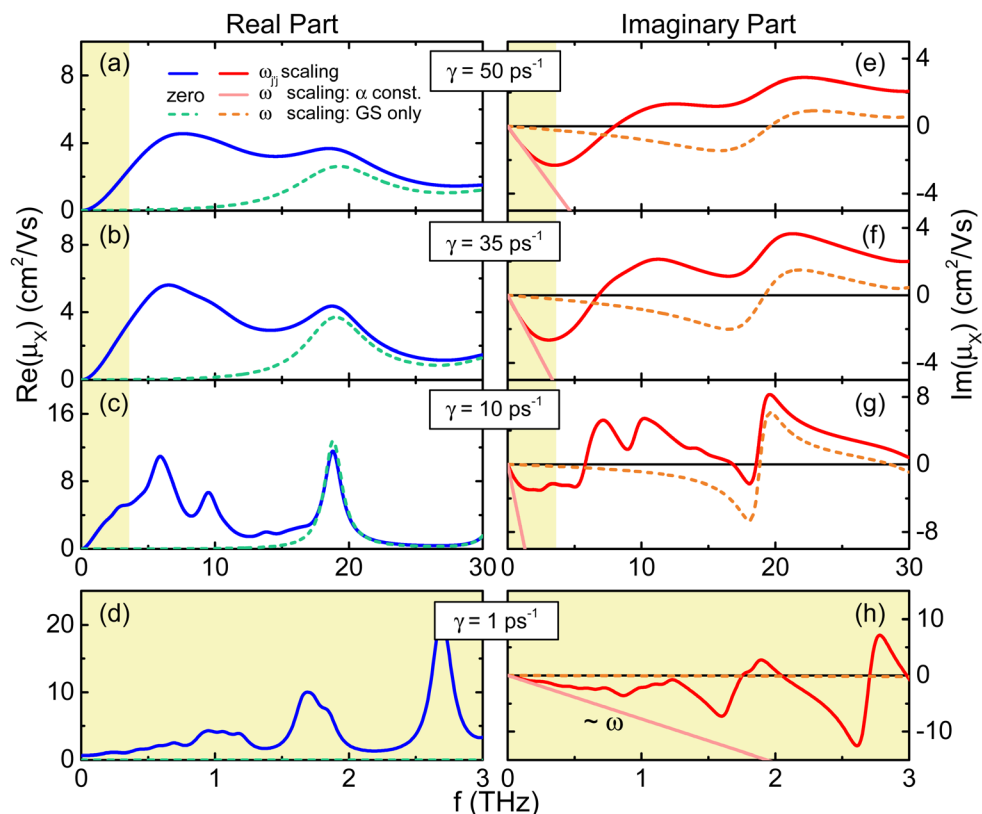 Real Part
Imaginary Part
(a)
ω_j'j scaling
zero
ω scaling: α const.
ω scaling: GS only
γ = 50 ps⁻¹
(e)
8
4
0
4
0
-4
(b)
γ = 35 ps⁻¹
(f)
8
4
0
4
0
-4
Re(μ_X) (cm²/Vs)
Im(μ_X) (cm²/Vs)
(c)
γ = 10 ps⁻¹
(g)
16
8
0
8
0
-8
0 10 20 30
0 10 20 30
(d)
γ = 1 ps⁻¹
(h)
20
10
0
10
0
-10
~ ω
0 1 2 3
0 1 2 3
f (THz)